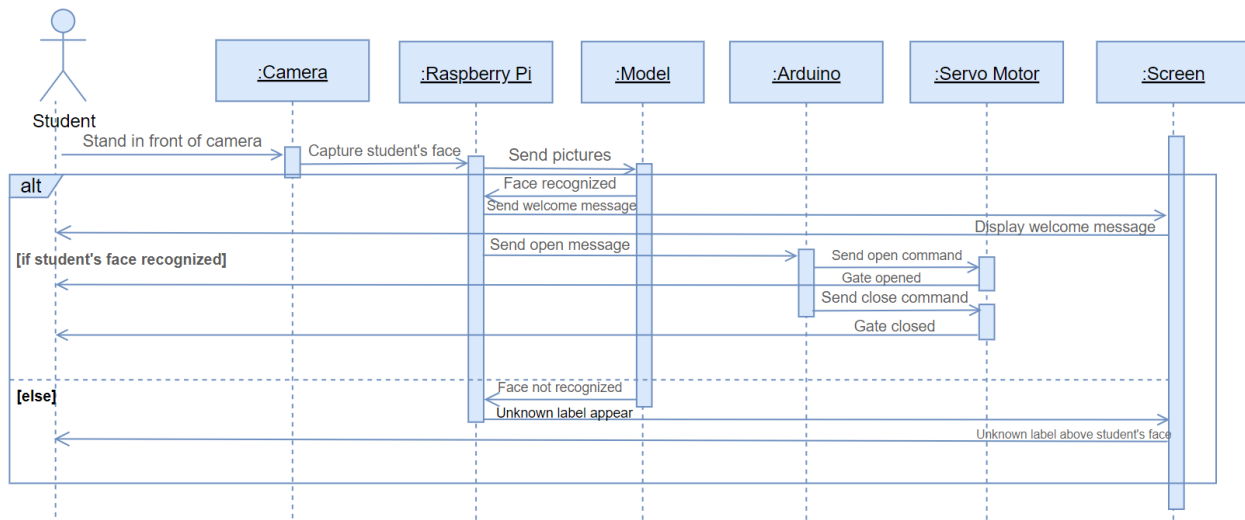 :Camera
:Raspberry Pi
:Model
:Arduino
:Servo Motor
:Screen
Student
Stand in front of camera
Capture student's face
Send pictures
alt
Face recognized
Send welcome message
Display welcome message
Send open message
[if student's face recognized]
Send open command
Gate opened
Send close command
Gate closed
[else]
Face not recognized
Unknown label appear
Unknown label above student's face